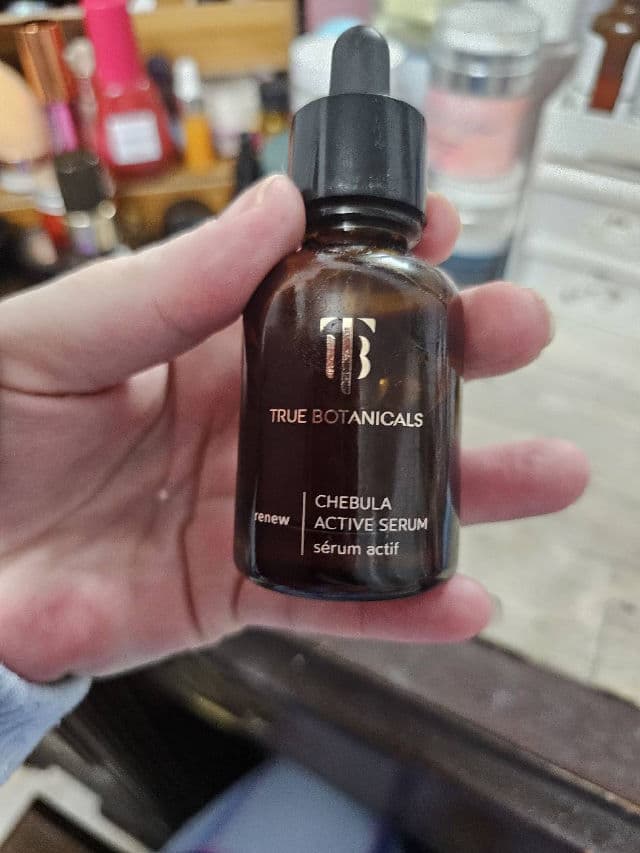 TB
TRUE BOTANICALS
renew
CHEBULA
ACTIVE SERUM
sérum actif